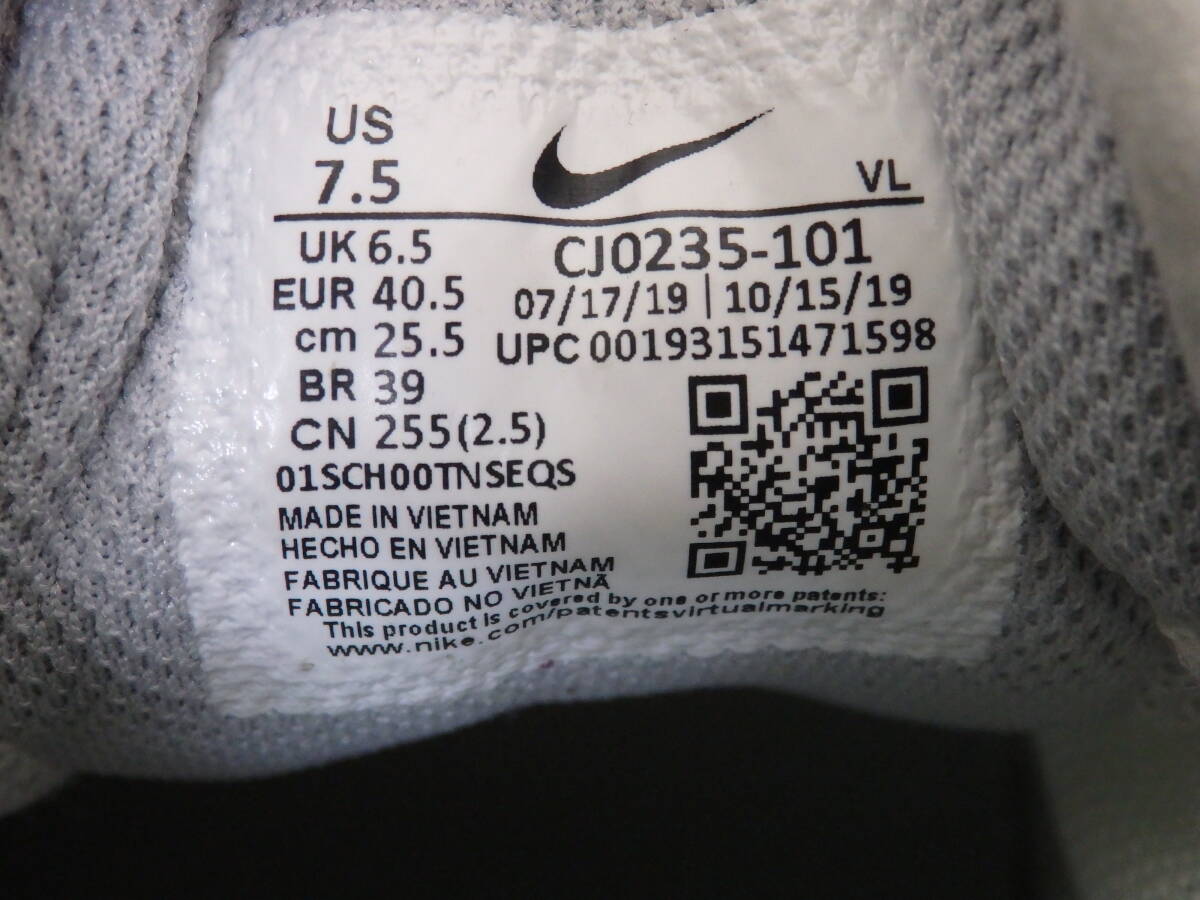 US
7.5
VL
UK 6.5
CJ0235-101
EUR 40.5
07/17/19 | 10/15/19
cm 25.5
UPC 00193151471598
BR 39
CN 255(2.5)
01SCH00TNSEQS
MADE IN VIETNAM
HECHO EN VIETNAM
FABRIQUE AU VIETNAM
FABRICADO NO VIETNÃ
This product is covered by one or more patents:
www.nike.com/patentsvirtualmarking